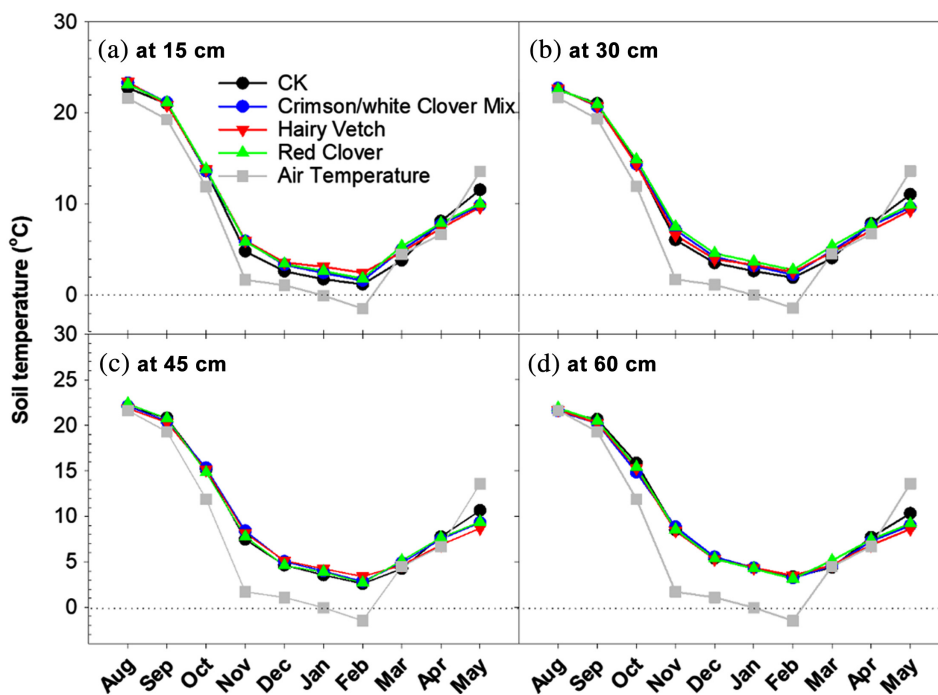 30
(a) at 15 cm
(b) at 30 cm
CK
20
Crimson/white Clover Mix
Hairy Vetch
Red Clover
Air Temperature
10
0
Soil temperature (°C)
30
(c) at 45 cm
(d) at 60 cm
25
20
15
10
5
0
Aug Sep Oct Nov Dec Jan Feb Mar Apr May
Aug Sep Oct Nov Dec Jan Feb Mar Apr May